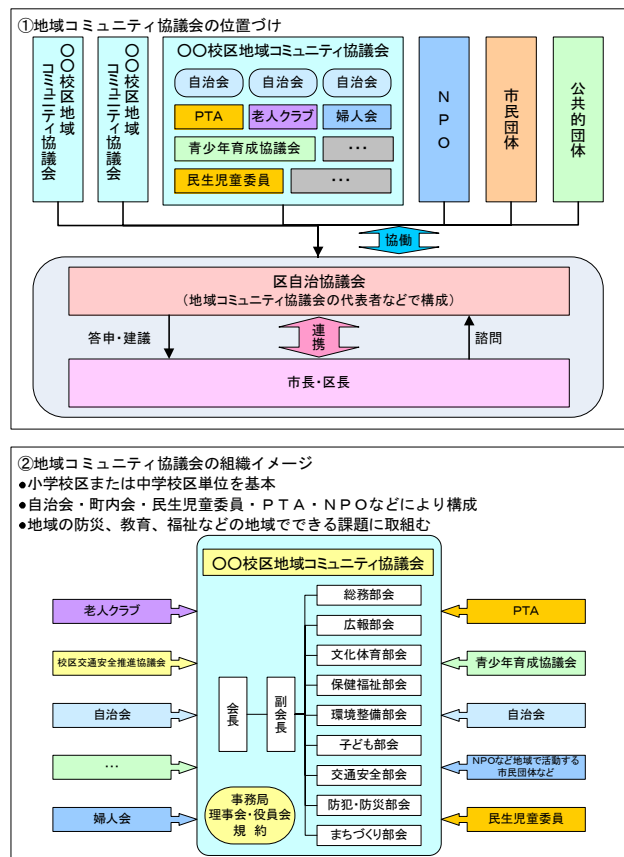 ①地域コミュニティ協議会の位置づけ
〇〇校区地域
コミュニティ協議会
〇〇校区地域
コミュニティ協議会
〇〇校区地域コミュニティ協議会
自治会
自治会
自治会
PTA
老人クラブ
婦人会
青少年育成協議会
・・・
民生児童委員
・・・
NPO
市民団体
公共的団体
協働
区自治協議会
(地域コミュニティ協議会の代表者などで構成)
答申・建議
連携
諮問
市長・区長
②地域コミュニティ協議会の組織イメージ
●小学校区または中学校区単位を基本
●自治会・町内会・民生児童委員・PTA・NPOなどにより構成
●地域の防災、教育、福祉などの地域でできる課題に取組む
〇〇校区地域コミュニティ協議会
老人クラブ
校区交通安全推進協議会
自治会
・・・
婦人会
会長
副会長
総務部会
広報部会
文化体育部会
保健福祉部会
環境整備部会
子ども部会
交通安全部会
防犯・防災部会
まちづくり部会
事務局
理事会・役員会
規約
PTA
青少年育成協議会
自治会
NPOなど地域で活動する
市民団体など
民生児童委員